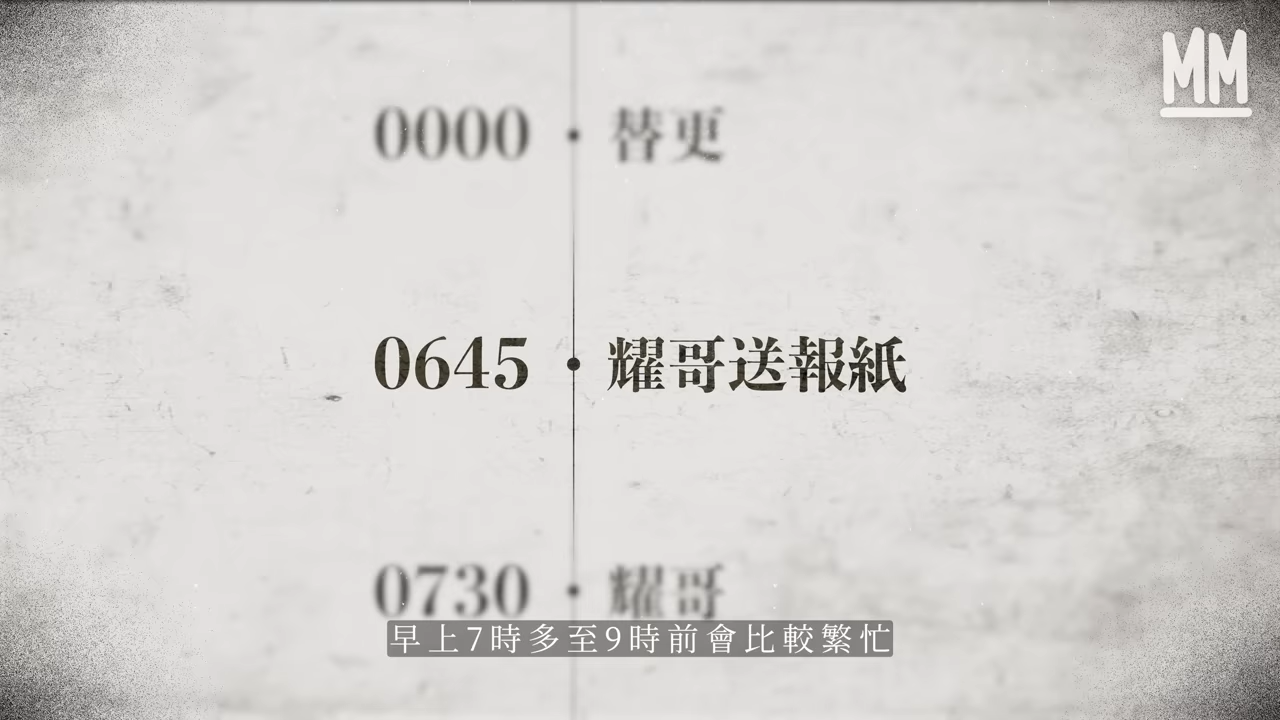 MM
0000 • 替更
0645 • 耀哥送報紙
0730 • 耀哥
早上7時多至9時前會比較繁忙